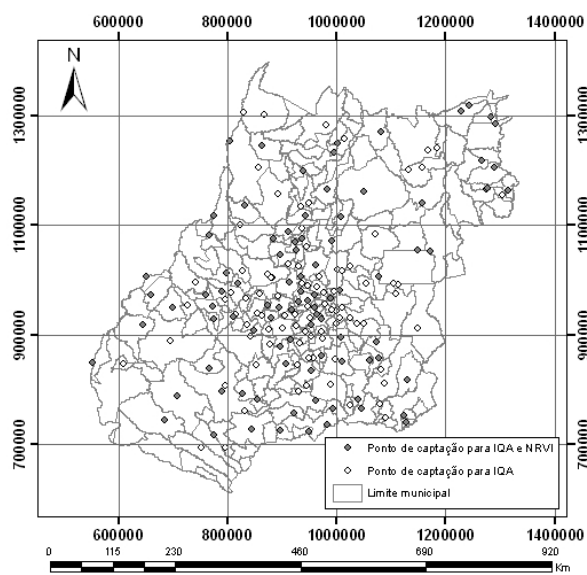 600000 800000 1000000 1200000 1400000
N
1300000 1300000
1100000 1100000
900000 900000
700000 700000
Ponto de captação para IQA e NRVI
Ponto de captação para IQA
Limite municipal
600000 800000 1000000 1200000 1400000
0 115 230 460 690 920
Km